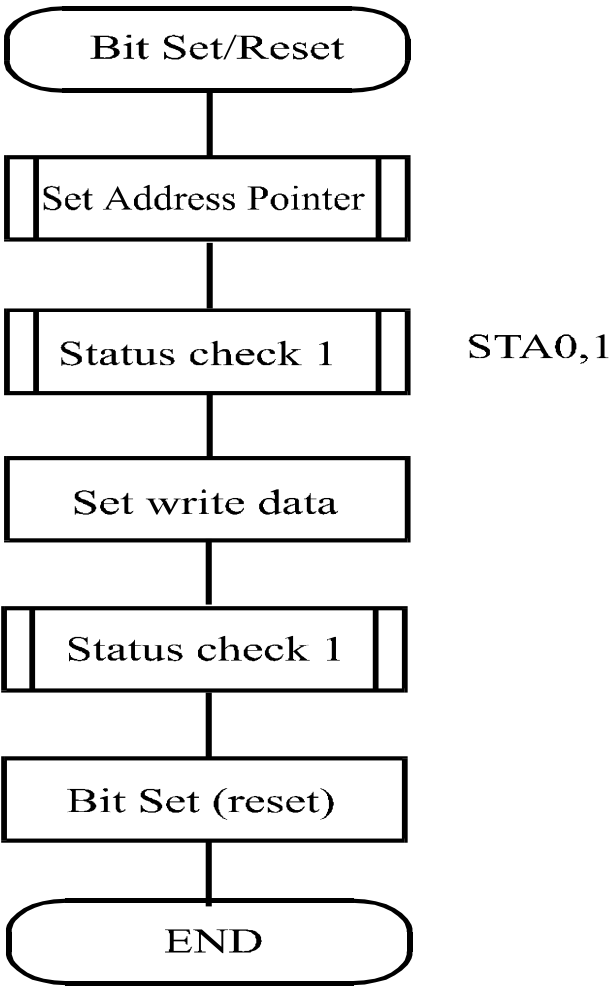 Bit Set/Reset
Set Address Pointer
Status check 1
STA0,1
Set write data
Status check 1
Bit Set (reset)
END